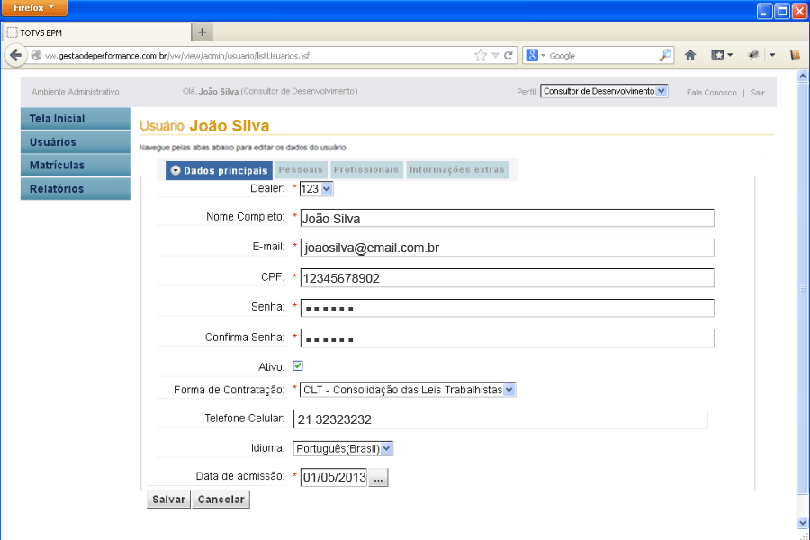 Firefox
TOTVS EPM
vw.gestaodeperformance.com.br/vw/view/admin/usuario/listUsuarios.jsf
Google
Ambiente Administrativo
Olá, João Silva (Consultor de Desenvolvimento)
Perfil Consultor de Desenvolvimento
Fale Conosco | Sair
Tela Inicial
Usuários
Matrículas
Relatórios
Usuário João Silva
Navegue pelas abas abaixo para editar os dados do usuário
Dados principais Pessoais Profissionais Informações extras
Dealer: * 123
Nome Completo: * João Silva
E-mail: * joaosilva@email.com.br
CPF: * 12345678902
Senha: * ••••••
Confirma Senha: * ••••••
Ativo:
Forma de Contratação: * CLT - Consolidação das Leis Trabalhistas
Telefone Celular: 21 32323232
Idioma: Português(Brasil)
Data de admissão: * 01/05/2013 ...
Salvar Cancelar